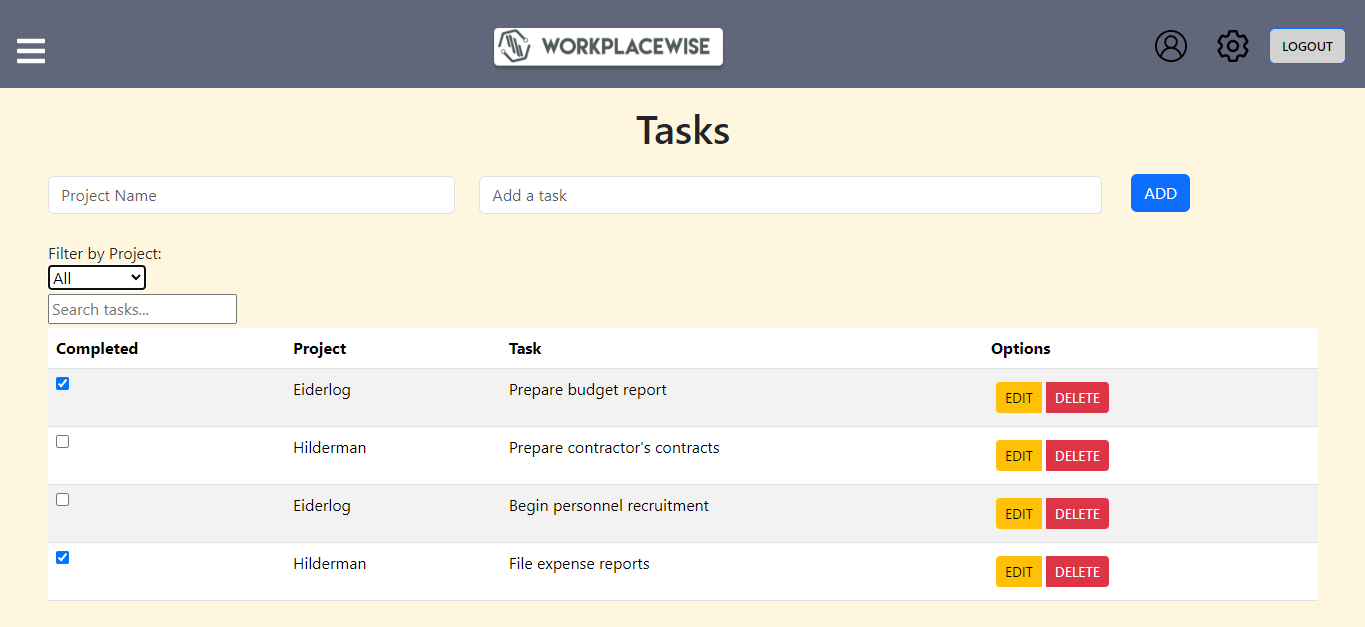 WORKPLACEWISE
LOGOUT
Tasks
Project Name
Add a task
ADD
Filter by Project:
All
Search tasks...
Completed Project Task Options
Eiderlog Prepare budget report EDIT DELETE
Hilderman Prepare contractor's contracts EDIT DELETE
Eiderlog Begin personnel recruitment EDIT DELETE
Hilderman File expense reports EDIT DELETE